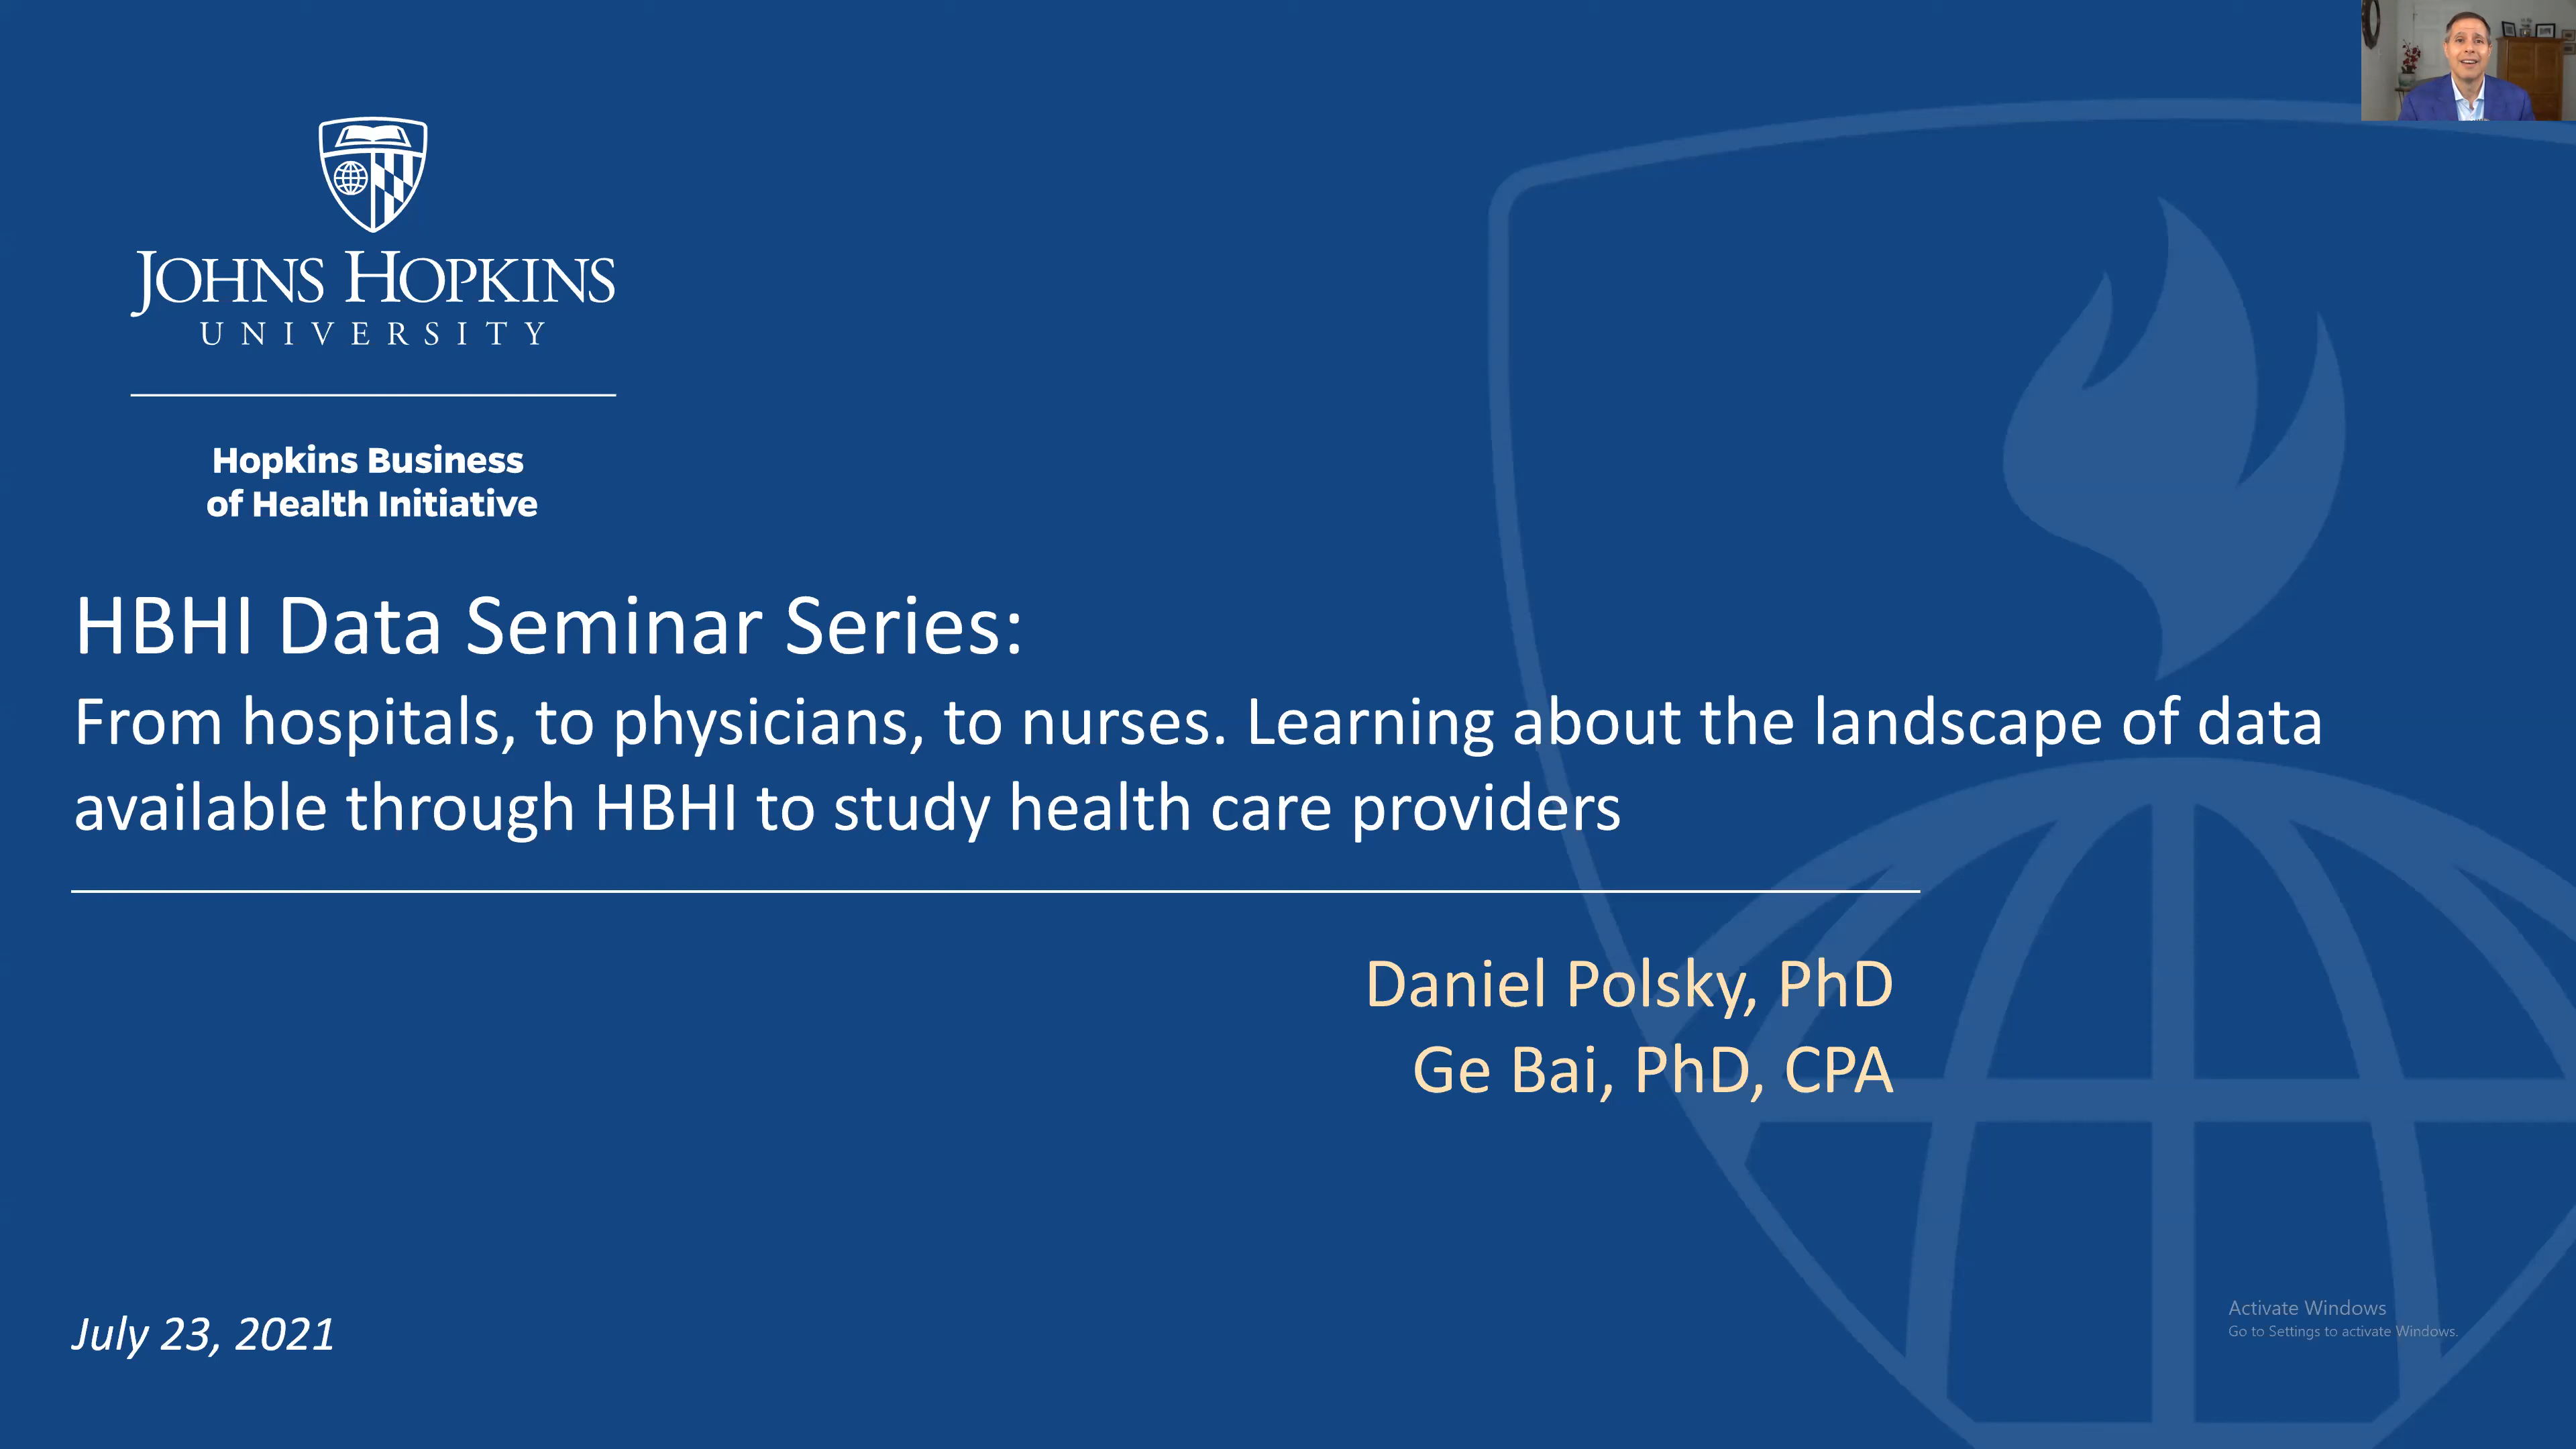 JOHNS HOPKINS
UNIVERSITY
Hopkins Business
of Health Initiative
HBHI Data Seminar Series:
From hospitals, to physicians, to nurses. Learning about the landscape of data
available through HBHI to study health care providers
Daniel Polsky, PhD
Ge Bai, PhD, CPA
July 23, 2021
Activate Windows
Go to Settings to activate Windows.